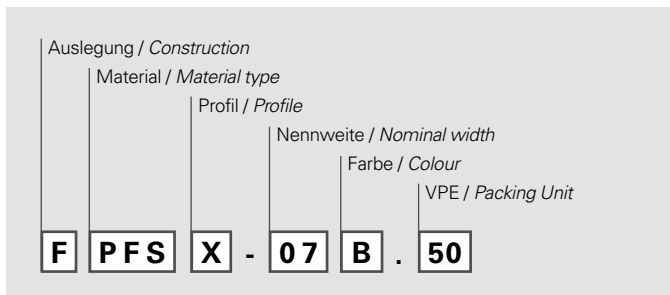 Auslegung / Construction
Material / Material type
Profil / Profile
Nennweite / Nominal width
Farbe / Colour
VPE / Packing Unit
F PFS X - 07 B . 50